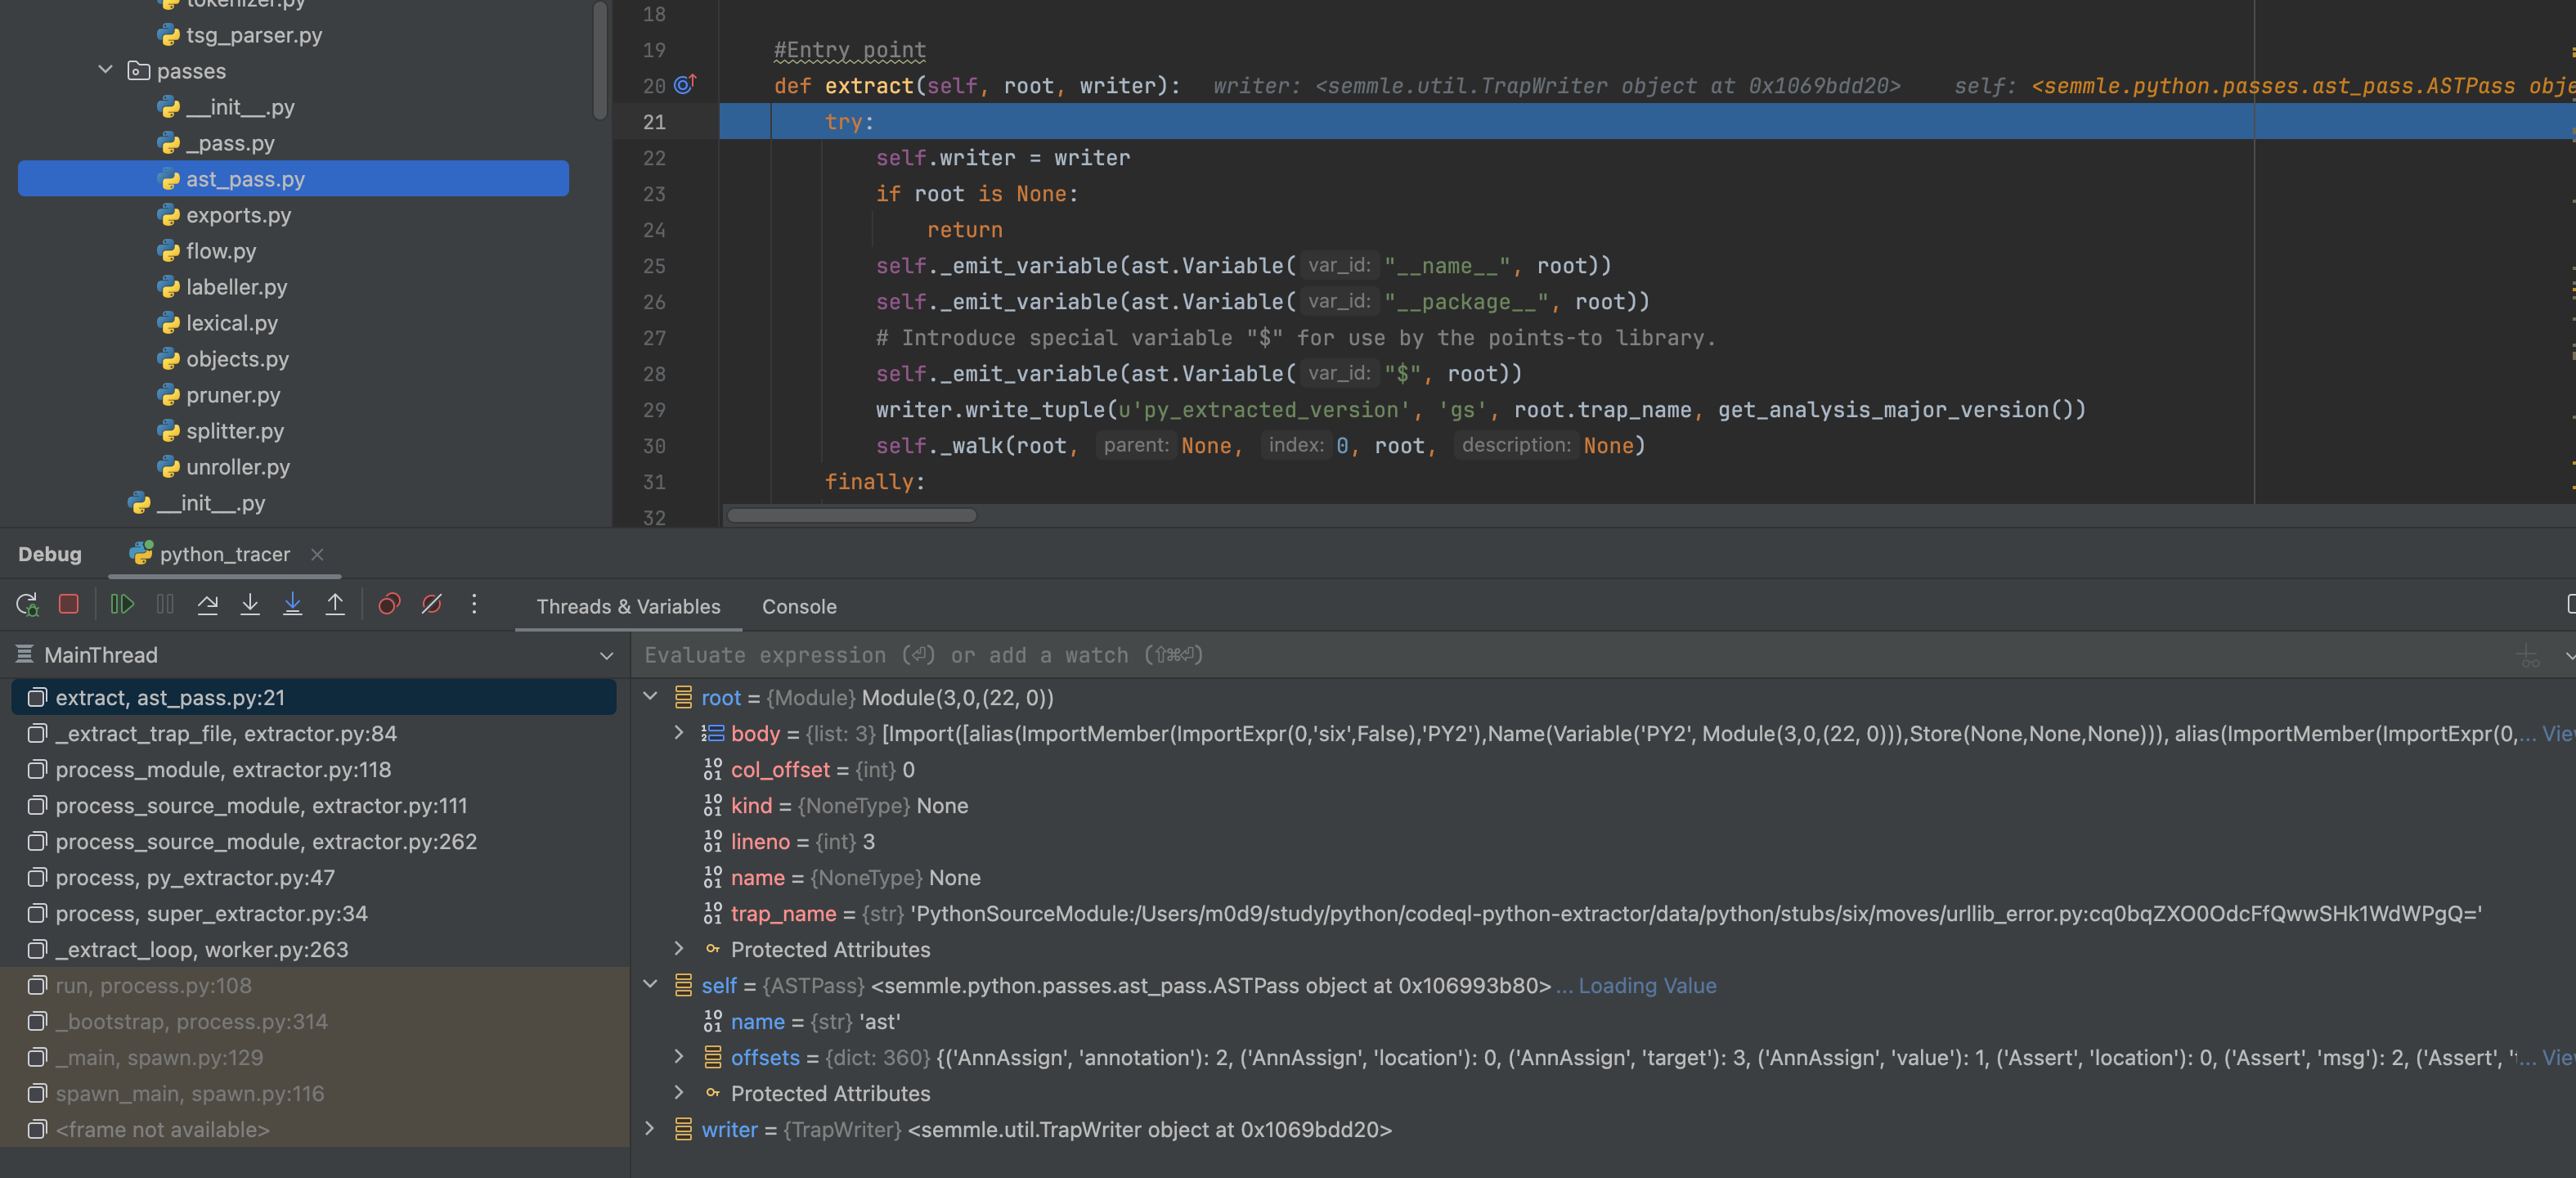 tokenizer.py
tsg_parser.py
passes
__init__.py
_pass.py
ast_pass.py
exports.py
flow.py
labeller.py
lexical.py
objects.py
pruner.py
splitter.py
unroller.py
__init__.py
18
19 #Entry point
20 def extract(self, root, writer): writer: <semmle.util.TrapWriter object at 0x1069bdd20> self: <semmle.python.passes.ast_pass.ASTPass obje
21 try:
22 self.writer = writer
23 if root is None:
24 return
25 self._emit_variable(ast.Variable( var_id: "__name__", root))
26 self._emit_variable(ast.Variable( var_id: "__package__", root))
27 # Introduce special variable "$" for use by the points-to library.
28 self._emit_variable(ast.Variable( var_id: "$", root))
29 writer.write_tuple(u'py_extracted_version', 'gs', root.trap_name, get_analysis_major_version())
30 self._walk(root, parent: None, index: 0, root, description: None)
31 finally:
32
Debug python_tracer
Threads & Variables Console
MainThread
Evaluate expression (⏎) or add a watch (⇧⌘⏎)
extract, ast_pass.py:21
_extract_trap_file, extractor.py:84
process_module, extractor.py:118
process_source_module, extractor.py:111
process_source_module, extractor.py:262
process, py_extractor.py:47
process, super_extractor.py:34
_extract_loop, worker.py:263
run, process.py:108
_bootstrap, process.py:314
_main, spawn.py:129
spawn_main, spawn.py:116
<frame not available>
root = {Module} Module(3,0,(22, 0))
body = {list: 3} [Import([alias(ImportMember(ImportExpr(0,'six',False),'PY2'),Name(Variable('PY2', Module(3,0,(22, 0))),Store(None,None,None))), alias(ImportMember(ImportExpr(0,... Vie
col_offset = {int} 0
kind = {NoneType} None
lineno = {int} 3
name = {NoneType} None
trap_name = {str} 'PythonSourceModule:/Users/m0d9/study/python/codeql-python-extractor/data/python/stubs/six/moves/urllib_error.py:cq0bqZXO0OdcFfQwwSHk1WdWPgQ='
Protected Attributes
self = {ASTPass} <semmle.python.passes.ast_pass.ASTPass object at 0x106993b80> ... Loading Value
name = {str} 'ast'
offsets = {dict: 360} {('AnnAssign', 'annotation'): 2, ('AnnAssign', 'location'): 0, ('AnnAssign', 'target'): 3, ('AnnAssign', 'value'): 1, ('Assert', 'location'): 0, ('Assert', 'msg'): 2, ('Assert', '... Vie
Protected Attributes
writer = {TrapWriter} <semmle.util.TrapWriter object at 0x1069bdd20>